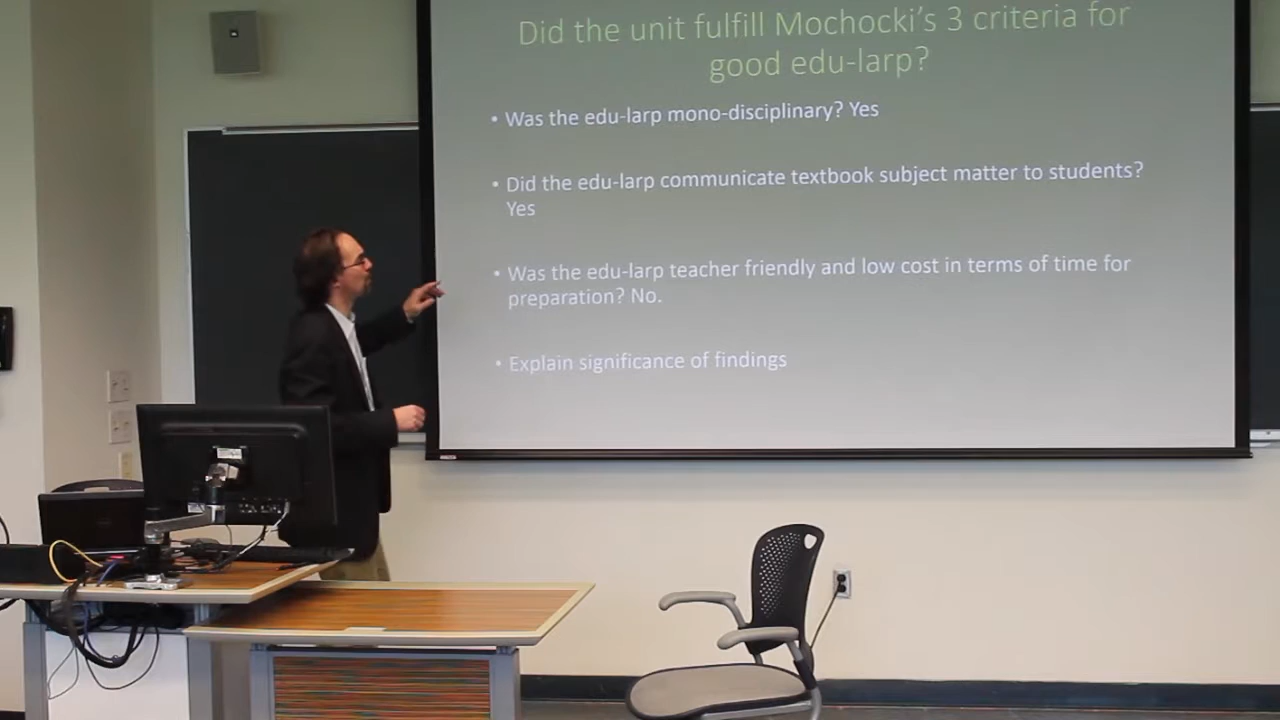 Did the unit fulfill Mochocki's 3 criteria for
good edu-larp?
• Was the edu-larp mono-disciplinary? Yes
• Did the edu-larp communicate textbook subject matter to students?
Yes
• Was the edu-larp teacher friendly and low cost in terms of time for
preparation? No.
• Explain significance of findings